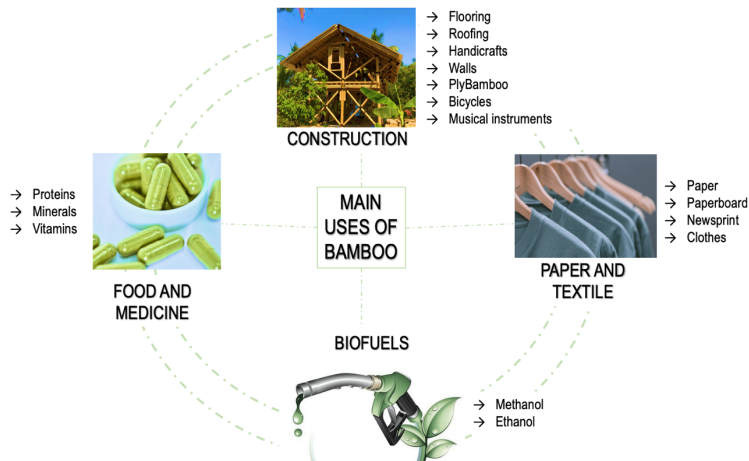 → Flooring
→ Roofing
→ Handicrafts
→ Walls
→ PlyBamboo
→ Bicycles
→ Musical instruments
CONSTRUCTION
→ Proteins
→ Minerals
→ Vitamins
FOOD AND
MEDICINE
MAIN
USES OF
BAMBOO
→ Paper
→ Paperboard
→ Newsprint
→ Clothes
PAPER AND
TEXTILE
BIOFUELS
→ Methanol
→ Ethanol